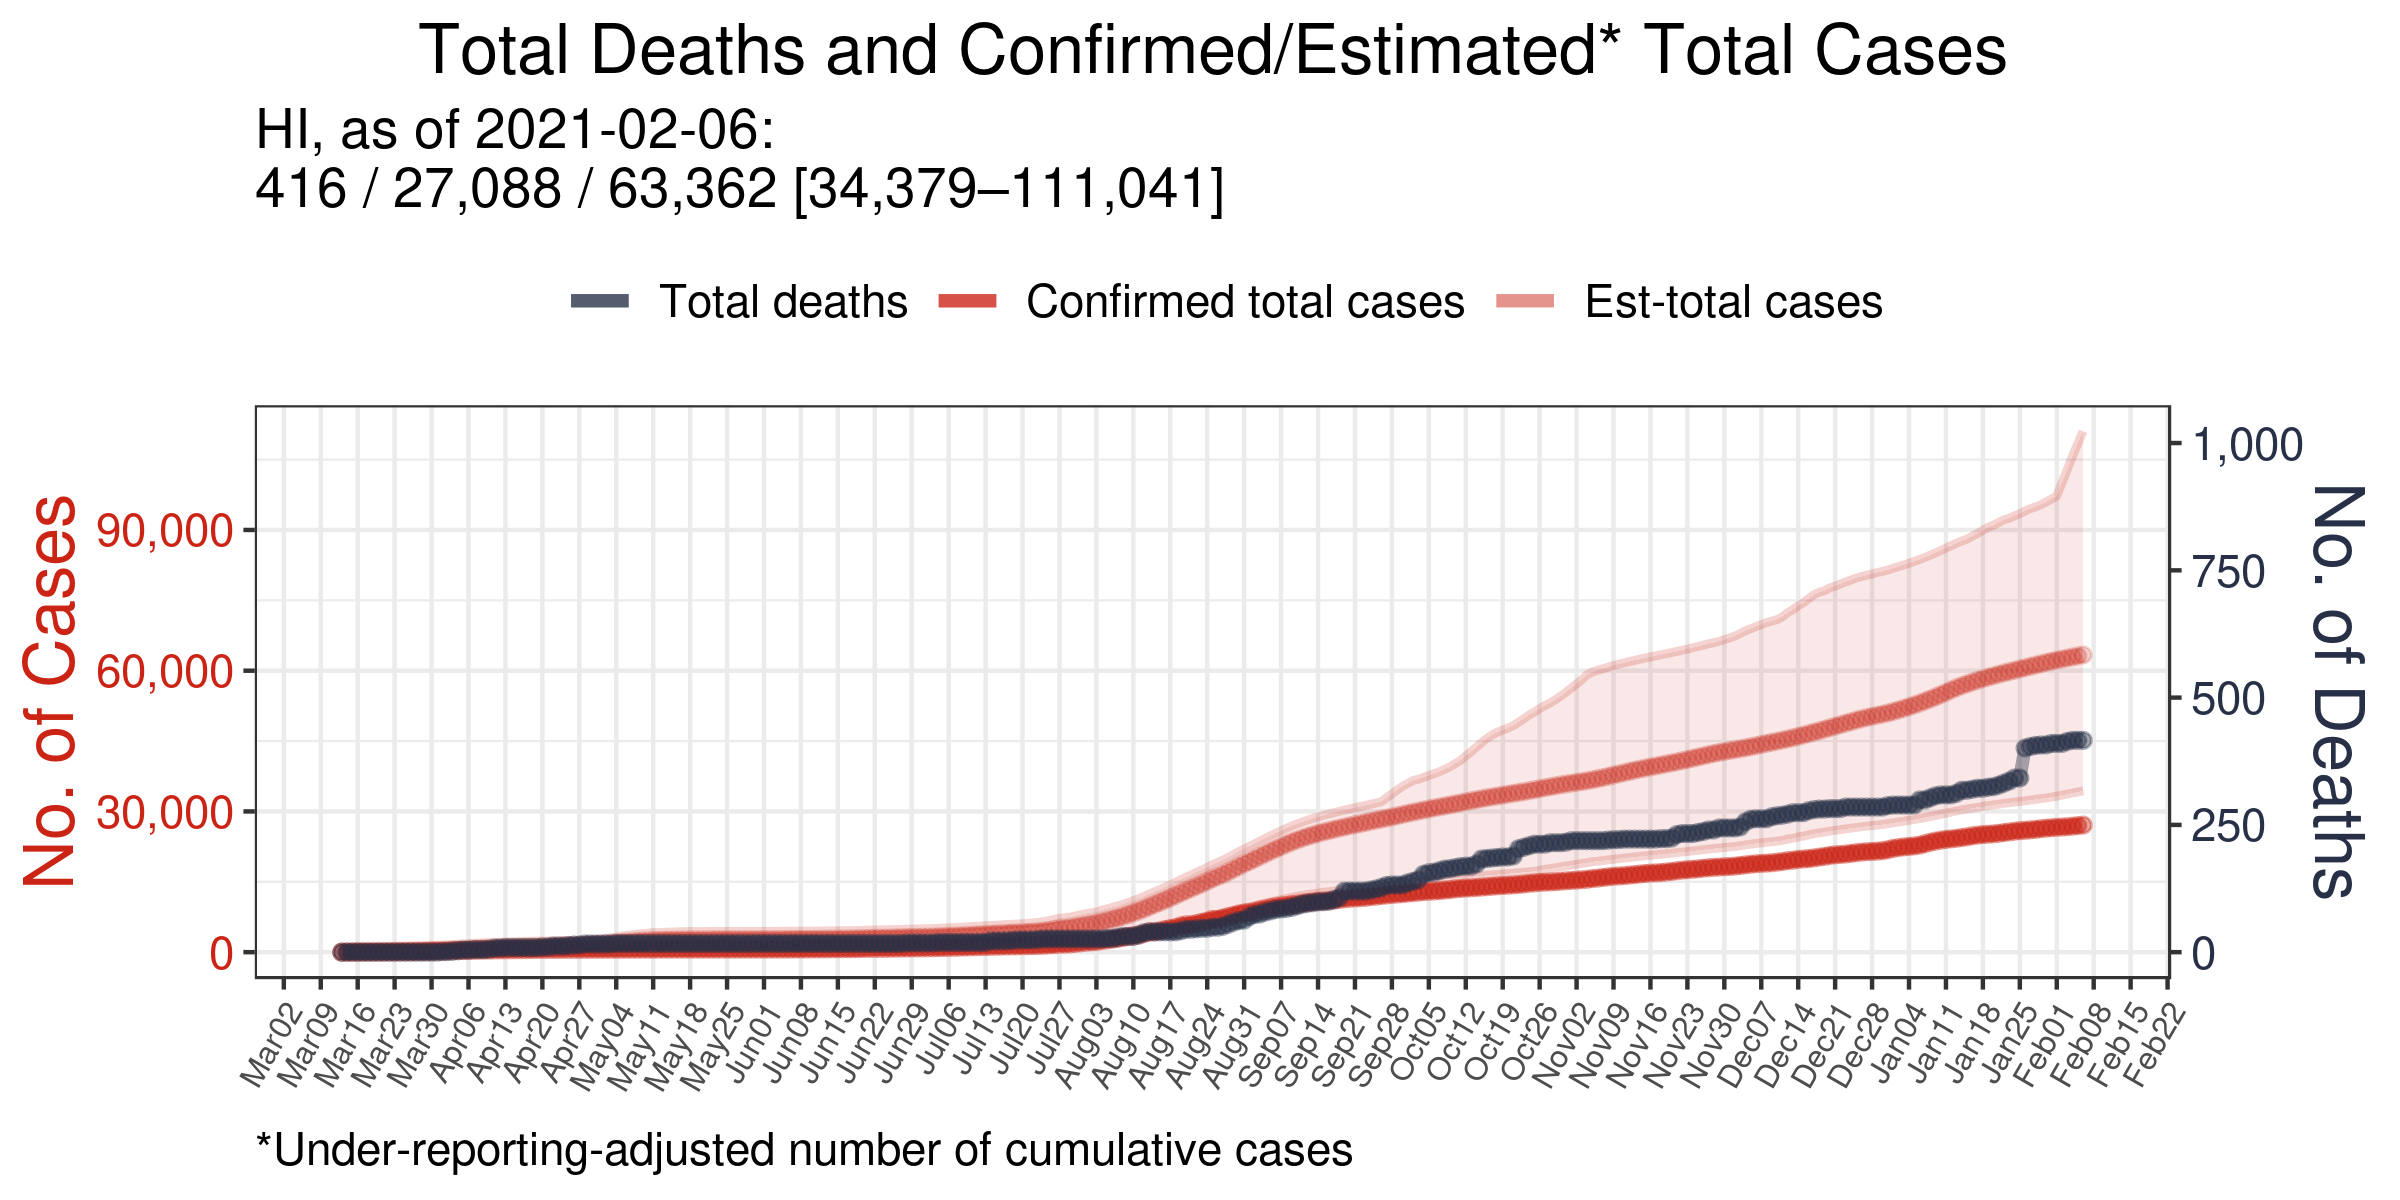 Total Deaths and Confirmed/Estimated* Total Cases
HI, as of 2021-02-06:
416 / 27,088 / 63,362 [34,379–111,041]
Total deaths
Confirmed total cases
Est-total cases
No. of Cases
90,000
60,000
30,000
0
1,000
750
500
250
0
No. of Deaths
Mar02
Mar09
Mar16
Mar23
Mar30
Apr06
Apr13
Apr20
Apr27
May04
May11
May18
May25
Jun01
Jun08
Jun15
Jun22
Jun29
Jul06
Jul13
Jul20
Jul27
Aug03
Aug10
Aug17
Aug24
Aug31
Sep07
Sep14
Sep21
Sep28
Oct05
Oct12
Oct19
Oct26
Nov02
Nov09
Nov16
Nov23
Nov30
Dec07
Dec14
Dec21
Dec28
Jan04
Jan11
Jan18
Jan25
Feb01
Feb08
Feb15
Feb22
*Under-reporting-adjusted number of cumulative cases